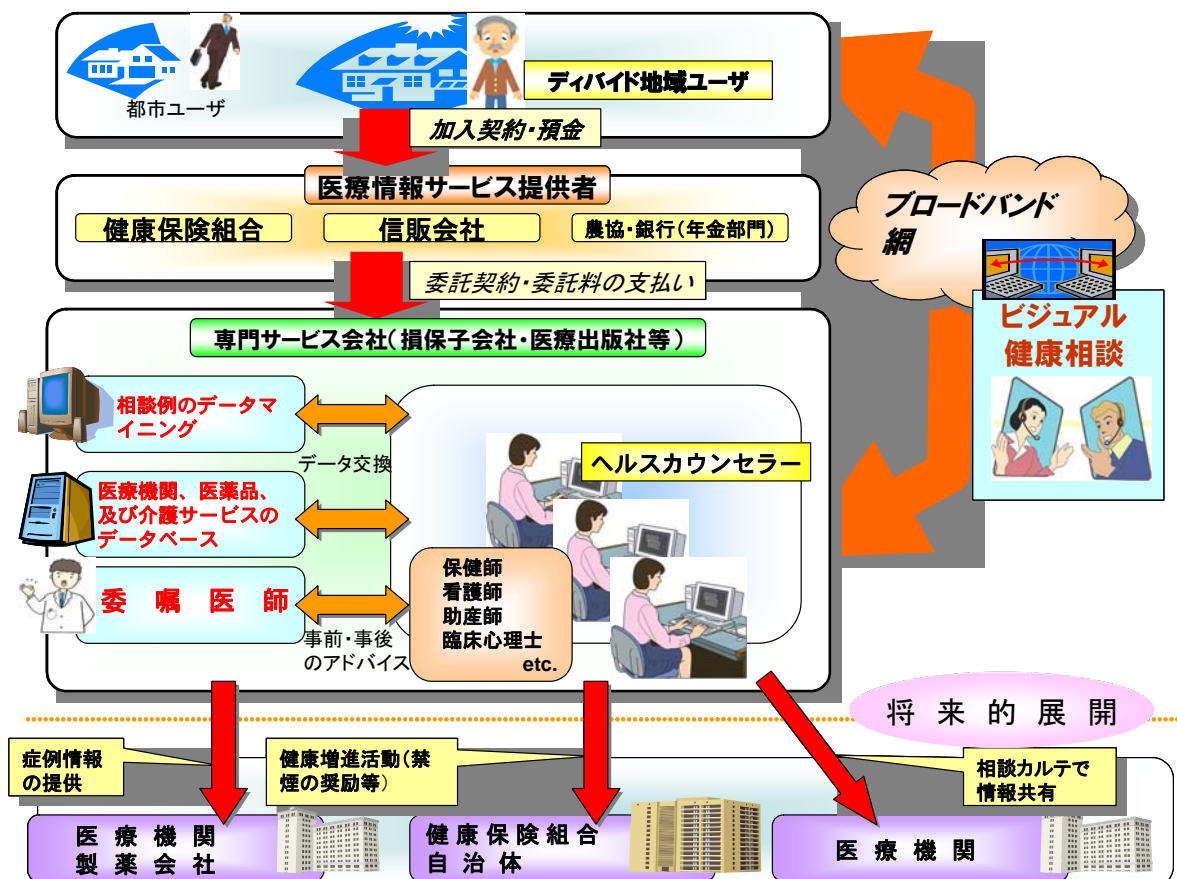 都市ユーザ
ディバイド地域ユーザ
加入契約・預金
医療情報サービス提供者
健康保険組合
信販会社
農協・銀行(年金部門)
委託契約・委託料の支払い
ブロードバンド
網
ビジュアル
健康相談
専門サービス会社(損保子会社・医療出版社等)
相談例のデータマ
イニング
データ交換
ヘルスカウンセラー
医療機関、医薬品、
及び介護サービスの
データベース
委嘱医師
事前・事後
のアドバイス
保健師
看護師
助産師
臨床心理士
etc.
将来的展開
症例情報
の提供
健康増進活動(禁
煙の奨励等)
相談カルテで
情報共有
医療機関
製薬会社
健康保険組合
自治体
医療機関